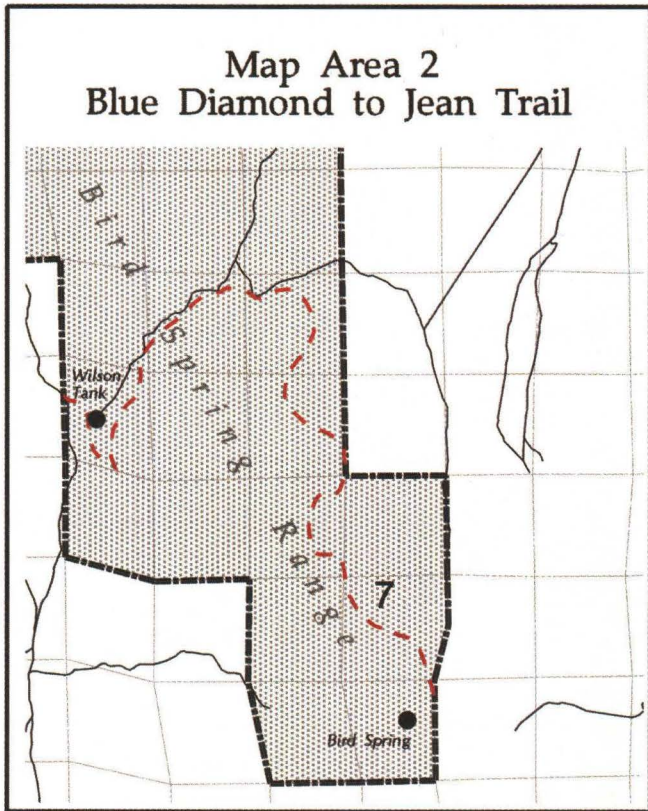 Map Area 2
Blue Diamond to Jean Trail
Bird
Spring
Range
Wilson
Tank
7
Bird Spring